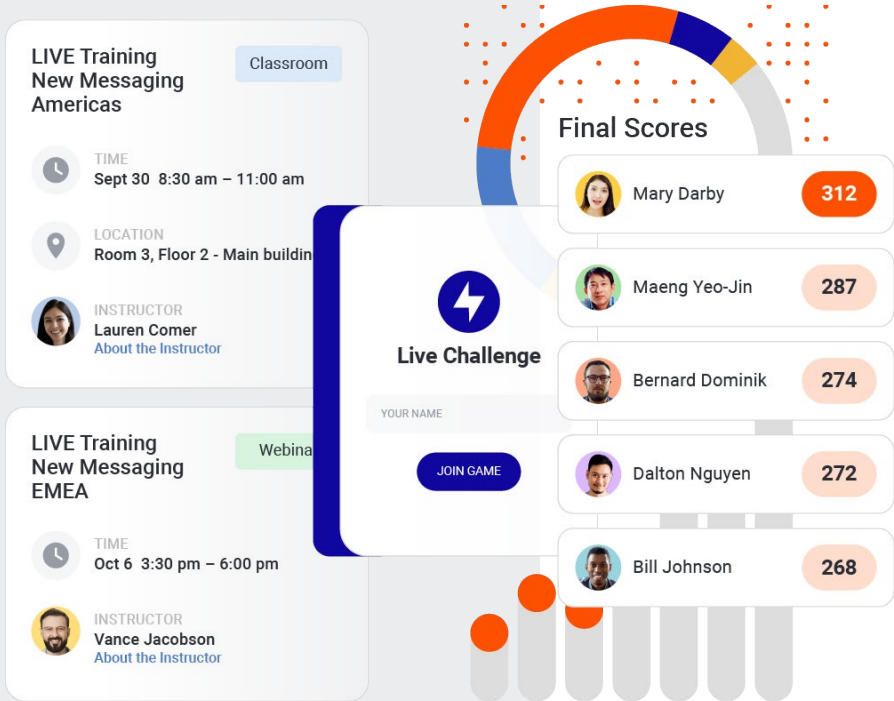 LIVE Training
New Messaging
Americas
Classroom
TIME
Sept 30 8:30 am – 11:00 am
LOCATION
Room 3, Floor 2 - Main buildin
INSTRUCTOR
Lauren Comer
About the Instructor
LIVE Training
New Messaging
EMEA
Webina
TIME
Oct 6 3:30 pm – 6:00 pm
INSTRUCTOR
Vance Jacobson
About the Instructor
Live Challenge
YOUR NAME
JOIN GAME
Final Scores
Mary Darby 312
Maeng Yeo-Jin 287
Bernard Dominik 274
Dalton Nguyen 272
Bill Johnson 268